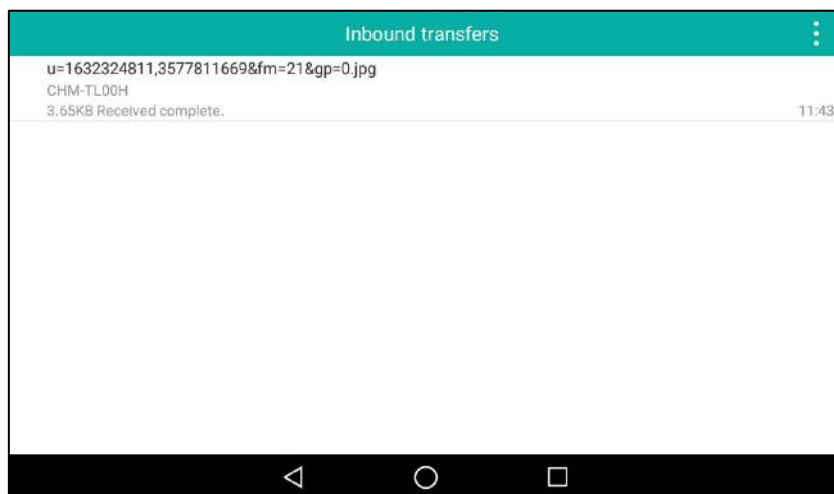 Inbound transfers
u=1632324811,3577811669&fm=21&gp=0.jpg
CHM-TL00H
3.65KB Received complete.
11:43